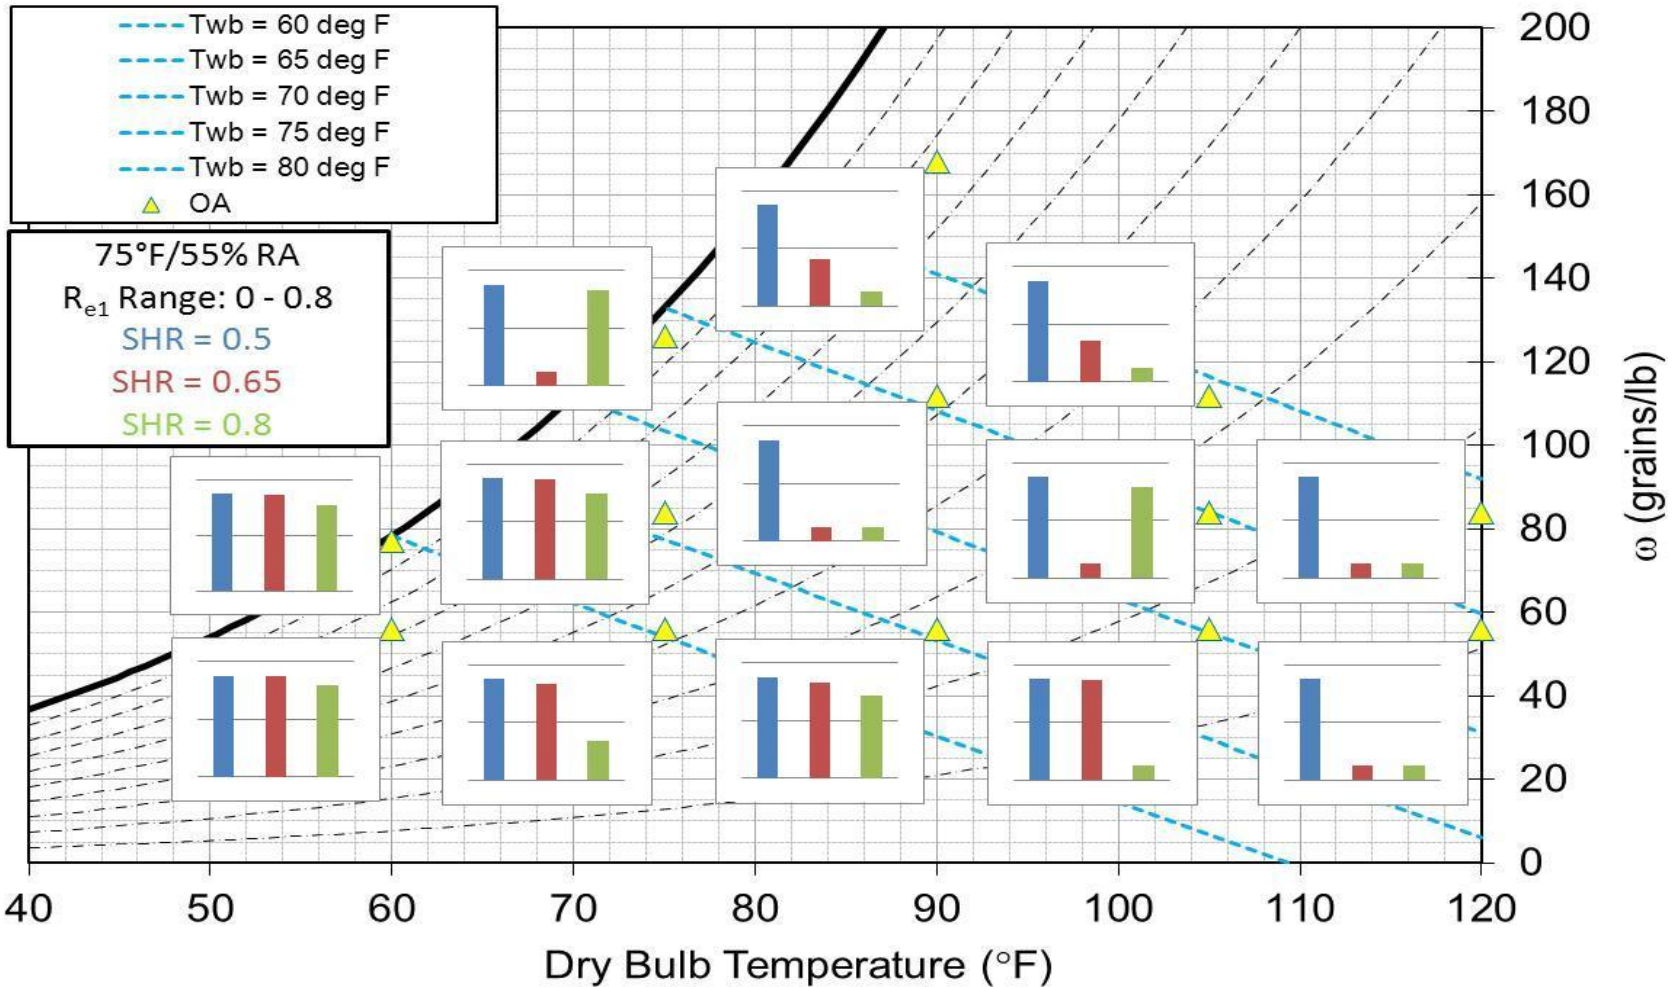 Twb = 60 deg F
Twb = 65 deg F
Twb = 70 deg F
Twb = 75 deg F
Twb = 80 deg F
OA
75°F/55% RA
Re1 Range: 0 - 0.8
SHR = 0.5
SHR = 0.65
SHR = 0.8
200
180
160
140
120
100
80
60
40
20
0
ω (grains/lb)
40 50 60 70 80 90 100 110 120
Dry Bulb Temperature (°F)